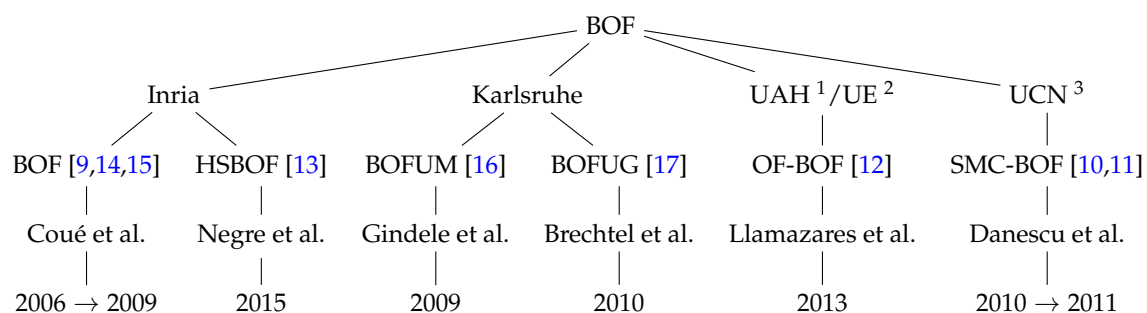 BOF
Inria Karlsruhe UAH 1/UE 2 UCN 3
BOF [9,14,15] HSBOF [13] BOFUM [16] BOFUG [17] OF-BOF [12] SMC-BOF [10,11]
Coué et al. Negre et al. Gindele et al. Brechtel et al. Llamazares et al. Danescu et al.
2006 → 2009 2015 2009 2010 2013 2010 → 2011